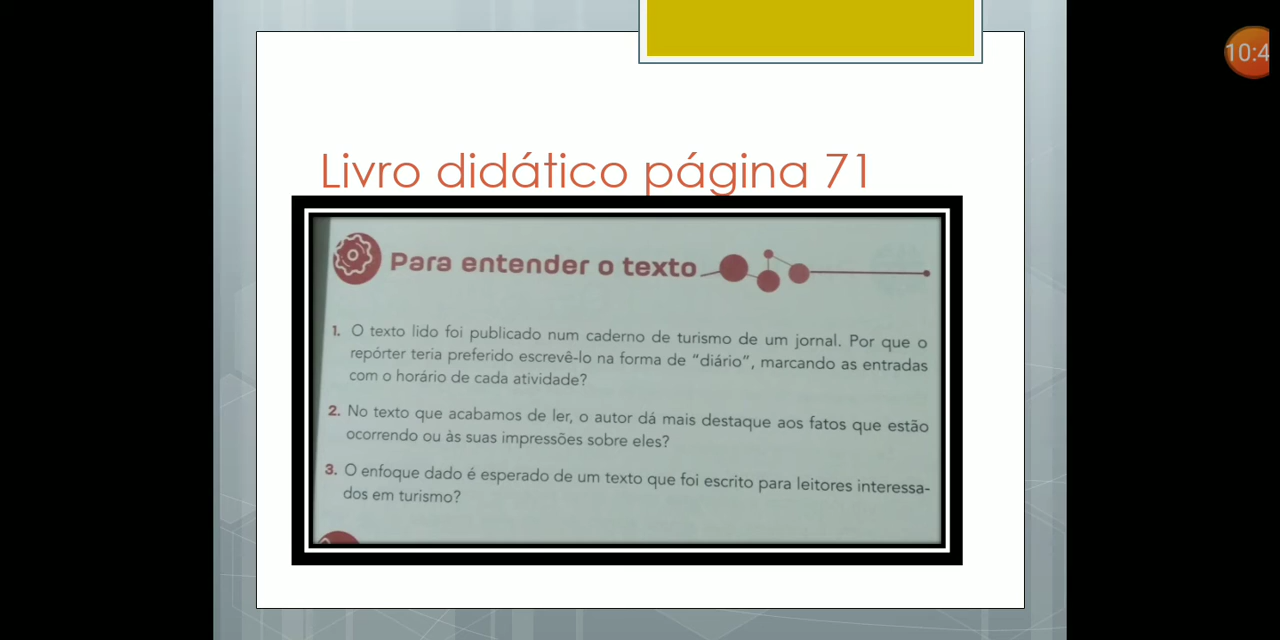 10:4
Livro didático página 71
Para entender o texto
1. O texto lido foi publicado num caderno de turismo de um jornal. Por que o
repórter teria preferido escrevê-lo na forma de “diário”, marcando as entradas
com o horário de cada atividade?
2. No texto que acabamos de ler, o autor dá mais destaque aos fatos que estão
ocorrendo ou às suas impressões sobre eles?
3. O enfoque dado é esperado de um texto que foi escrito para leitores interessa-
dos em turismo?